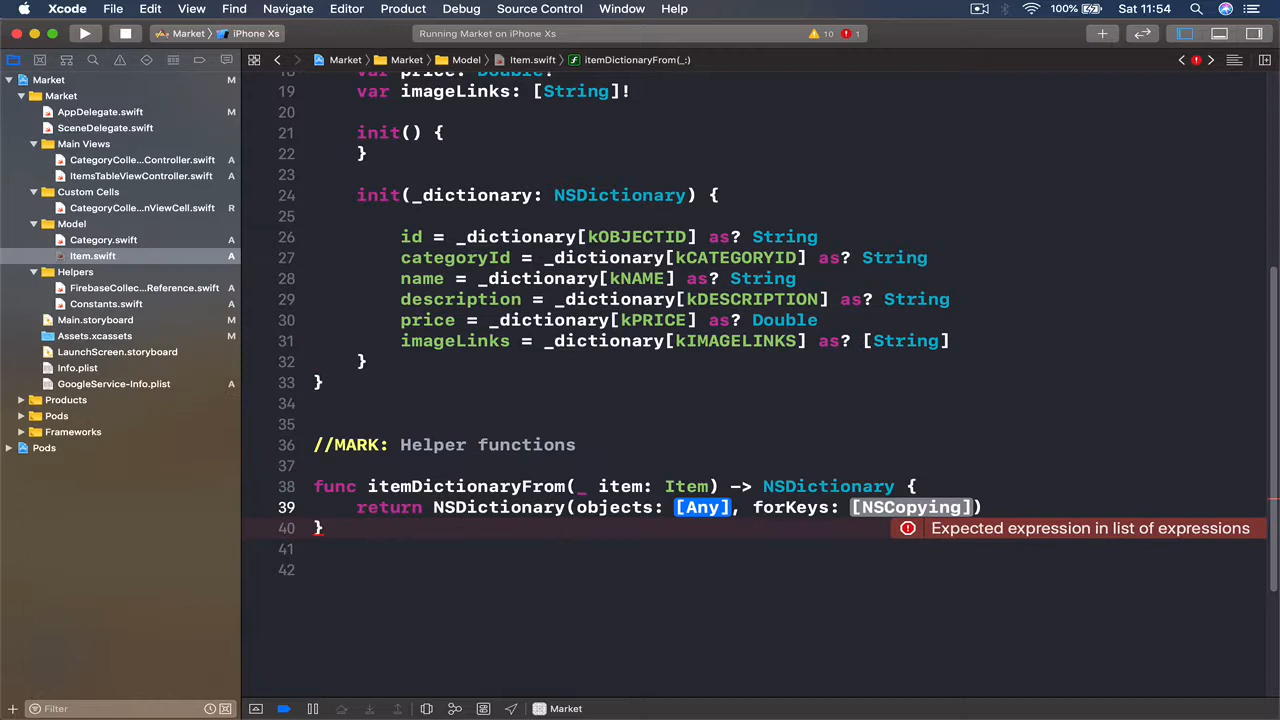 Xcode File Edit View Find Navigate Editor Product Debug Source Control Window Help 100% Sat 11:54
Market iPhone Xs Running Market on iPhone Xs 10 1
Market Market Model Item.swift itemDictionaryFrom(_:)
Market M
Market
AppDelegate.swift M
SceneDelegate.swift
Main Views
CategoryColle...Controller.swift A
ItemsTableViewController.swift A
Custom Cells
CategoryColle...nViewCell.swift R
Model
Category.swift A
Item.swift A
Helpers
FirebaseCollec...Reference.swift A
Constants.swift A
Main.storyboard M
Assets.xcassets M
LaunchScreen.storyboard
Info.plist
GoogleService-Info.plist A
Products
Pods
Frameworks
Pods
Filter
18 var price: Double!
19 var imageLinks: [String]!
20
21 init() {
22 }
23
24 init(_dictionary: NSDictionary) {
25
26 id = _dictionary[kOBJECTID] as? String
27 categoryId = _dictionary[kCATEGORYID] as? String
28 name = _dictionary[kNAME] as? String
29 description = _dictionary[kDESCRIPTION] as? String
30 price = _dictionary[kPRICE] as? Double
31 imageLinks = _dictionary[kIMAGELINKS] as? [String]
32 }
33 }
34
35
36 //MARK: Helper functions
37
38 func itemDictionaryFrom(_ item: Item) -> NSDictionary {
39 return NSDictionary(objects: [Any], forKeys: [NSCopying])
40 } Expected expression in list of expressions
41
42
Market